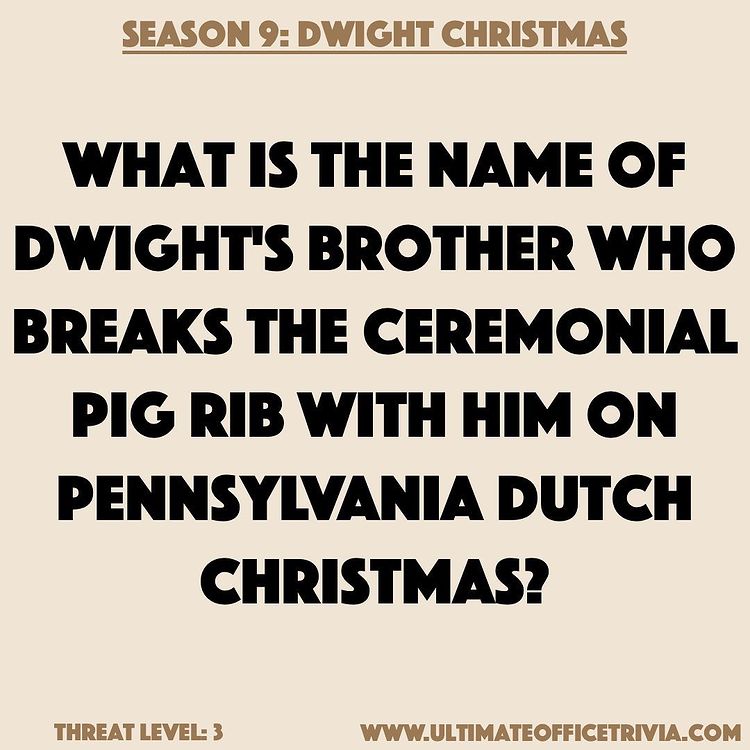 SEASON 9: DWIGHT CHRISTMAS
WHAT IS THE NAME OF
DWIGHT'S BROTHER WHO
BREAKS THE CEREMONIAL
PIG RIB WITH HIM ON
PENNSYLVANIA DUTCH
CHRISTMAS?
THREAT LEVEL: 3
WWW.ULTIMATEOFFICETRIVIA.COM